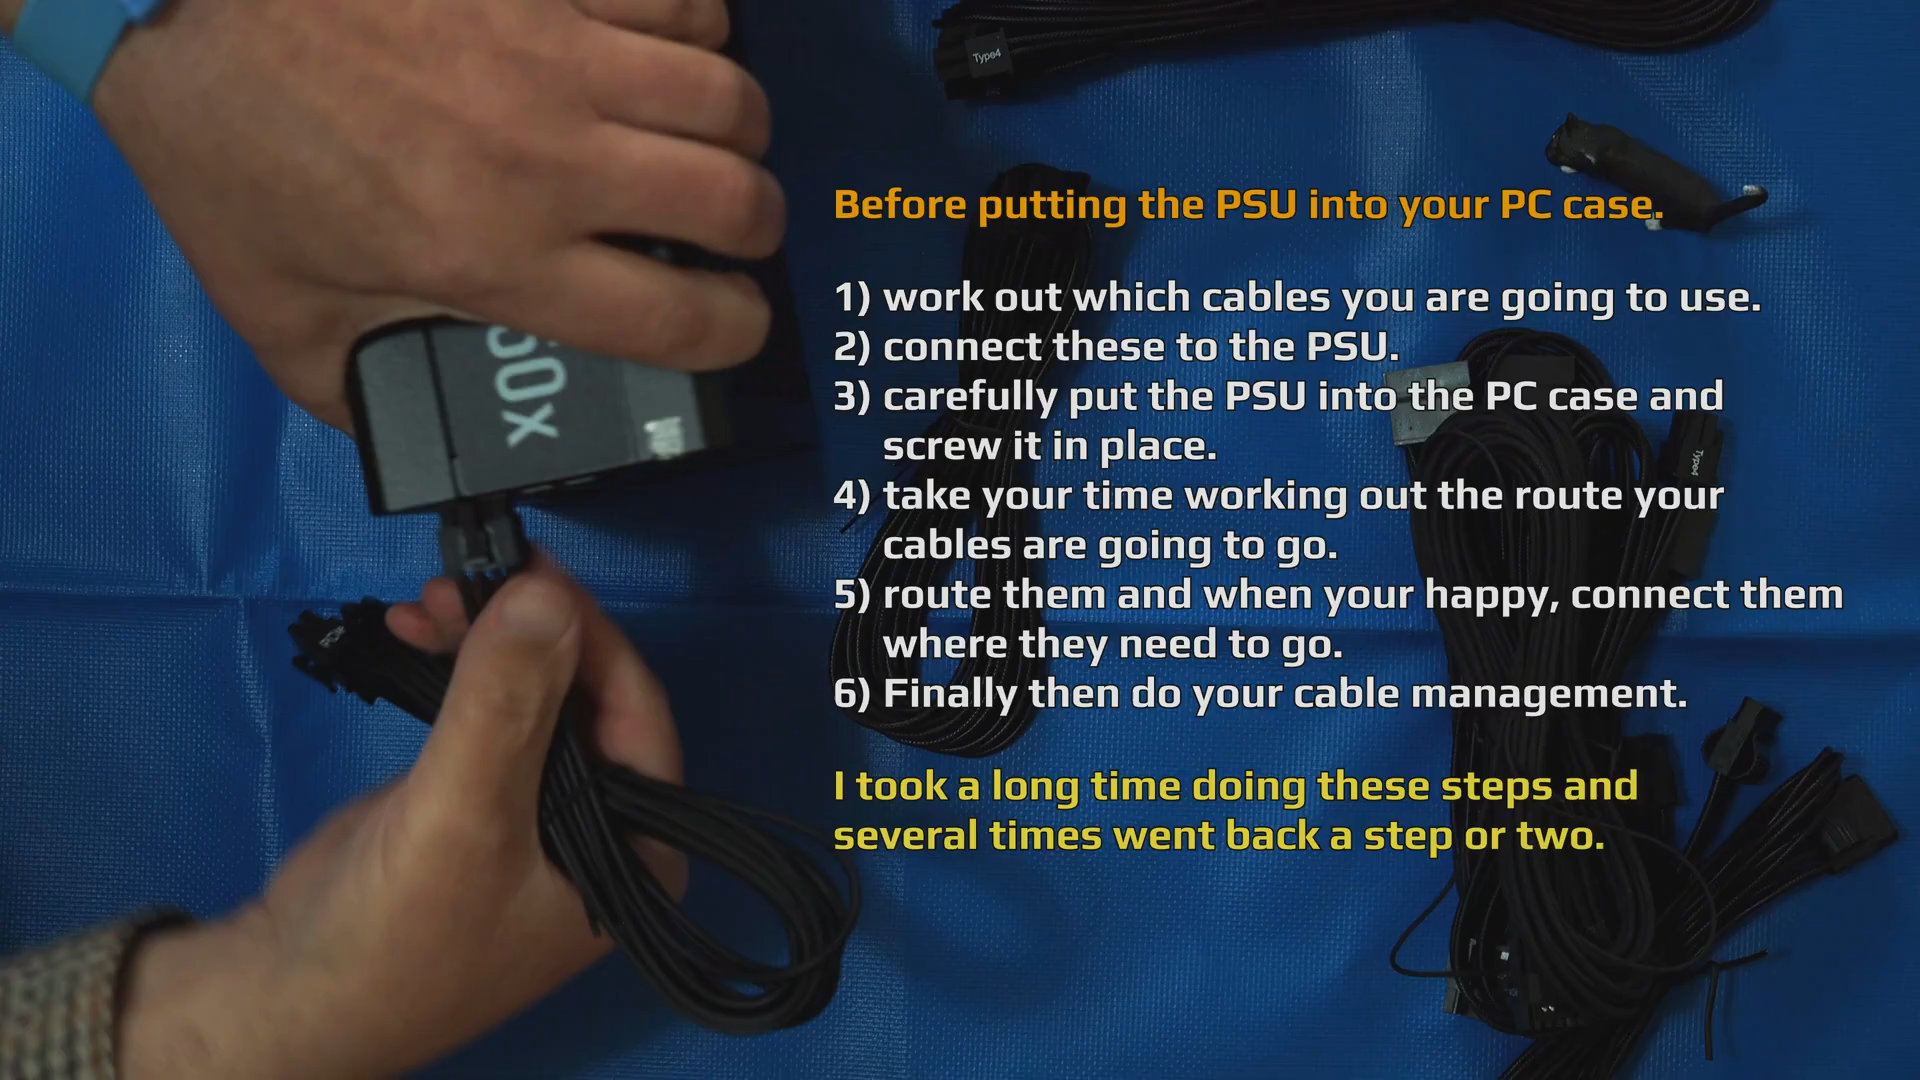 Type4
Before putting the PSU into your PC case.
1) work out which cables you are going to use.
2) connect these to the PSU.
3) carefully put the PSU into the PC case and
screw it in place.
4) take your time working out the route your
cables are going to go.
5) route them and when your happy, connect them
where they need to go.
6) Finally then do your cable management.
I took a long time doing these steps and
several times went back a step or two.
50x
Type4